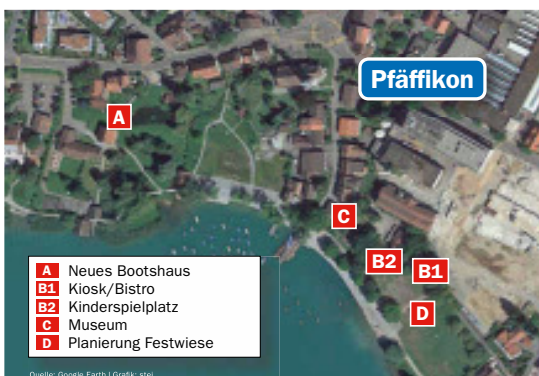 Pfäffikon
A
C
B2
B1
D
A Neues Bootshaus
B1 Kiosk/Bistro
B2 Kinderspielplatz
C Museum
D Planierung Festwiese
Quelle: Google Earth | Grafik: stei